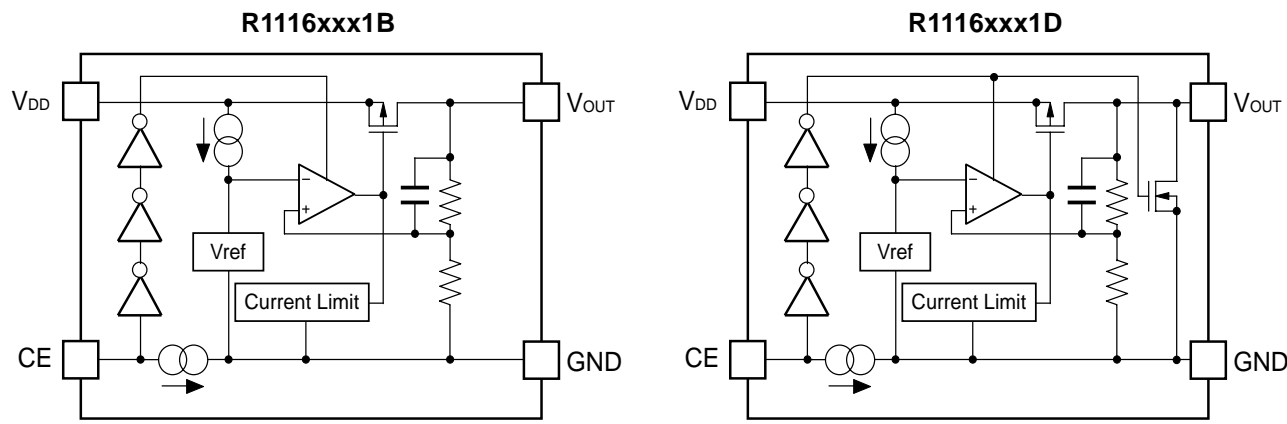 R1116xxx1B
VDD
VOUT
−
+
Vref
Current Limit
CE
GND
R1116xxx1D
VDD
VOUT
−
+
Vref
Current Limit
CE
GND